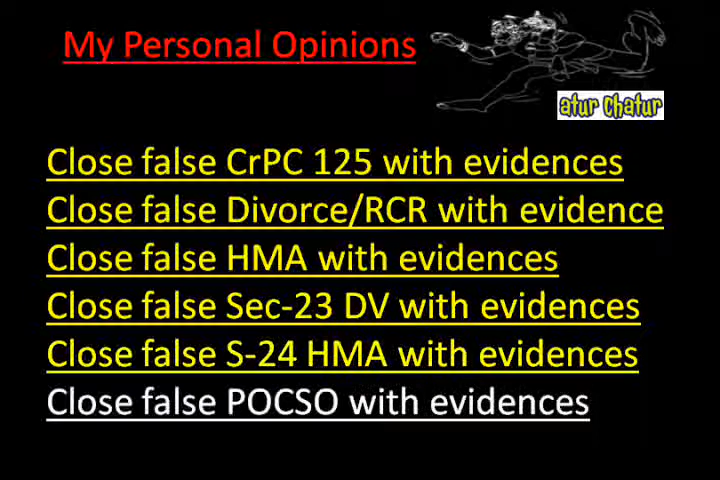 My Personal Opinions
atur Chatur
Close false CrPC 125 with evidences
Close false Divorce/RCR with evidence
Close false HMA with evidences
Close false Sec-23 DV with evidences
Close false S-24 HMA with evidences
Close false POCSO with evidences